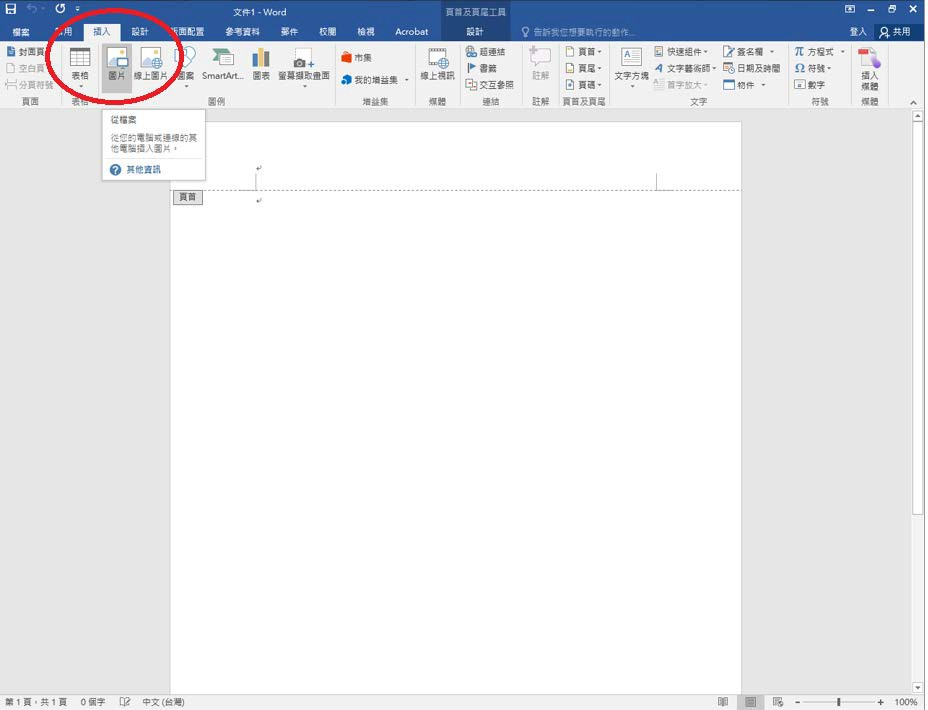 文件1 - Word
頁首及頁尾工具
檔案
用
插入
設計
版面配置
參考資料
郵件
校閱
檢視
Acrobat
設計
告訴我您想要執行的動作...
登入
共用
封面頁
空白頁
分頁符號
頁面
表格
表格
圖片
線上圖片
圖案
SmartArt...
圖表
螢幕擷取畫面
圖例
市集
我的增益集
增益集
線上視訊
媒體
超連結
書籤
交互參照
連結
註解
註解
頁首
頁尾
頁碼
頁首及頁尾
文字方塊
快速組件
文字藝術師
首字放大
簽名欄
日期及時間
物件
文字
方程式
符號
數字
符號
插入
媒體
媒體
從檔案
從您的電腦或連線的其
他電腦插入圖片。
其他資訊
頁首
第 1 頁，共 1 頁
0 個字
中文 (台灣)
100%